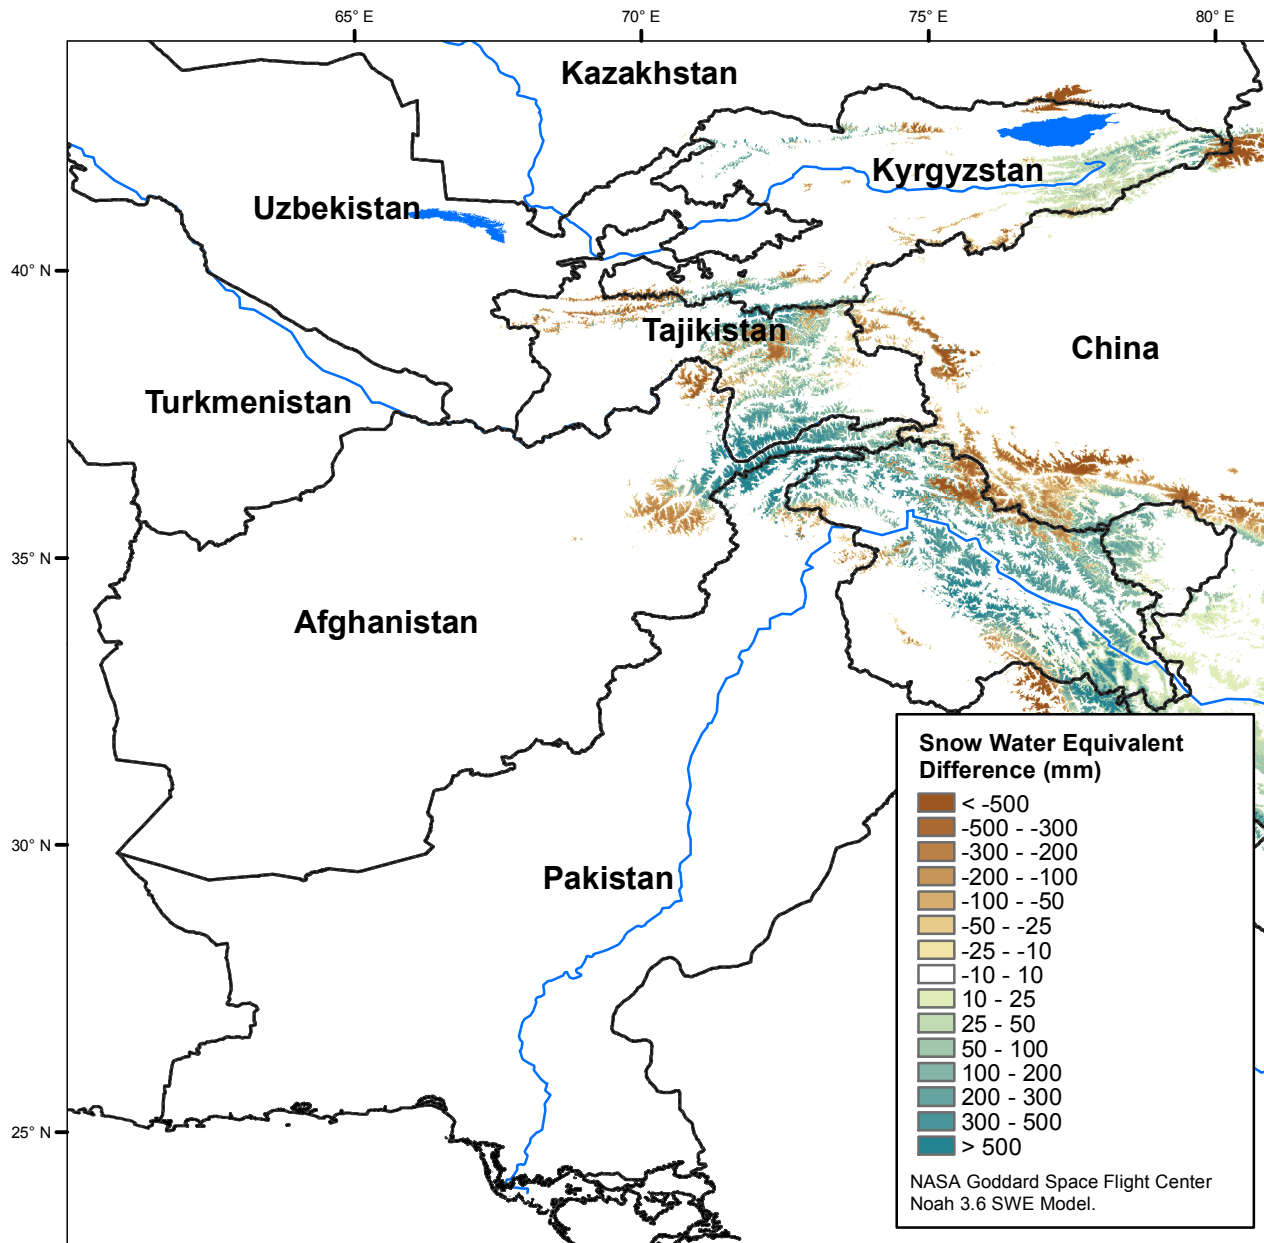 65° E
70° E
75° E
80° E
Kazakhstan
Kyrgyzstan
Uzbekistan
40° N
Tajikistan
China
Turkmenistan
35° N
Afghanistan
30° N
Pakistan
25° N
Snow Water Equivalent
Difference (mm)
< -500
-500 - -300
-300 - -200
-200 - -100
-100 - -50
-50 - -25
-25 - -10
-10 - 10
10 - 25
25 - 50
50 - 100
100 - 200
200 - 300
300 - 500
> 500
NASA Goddard Space Flight Center
Noah 3.6 SWE Model.